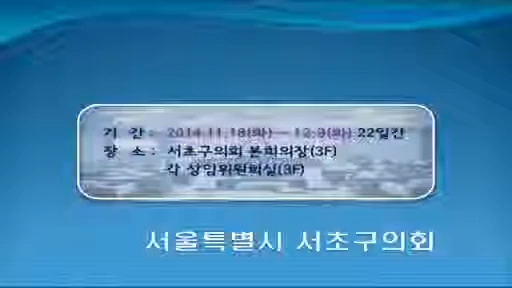 기 간 : 2014.11.18(화) ~ 12.9(화) 22일간
장 소 : 서초구의회 본회의장(3F)
각 상임위원회실(3F)
서울특별시 서초구의회